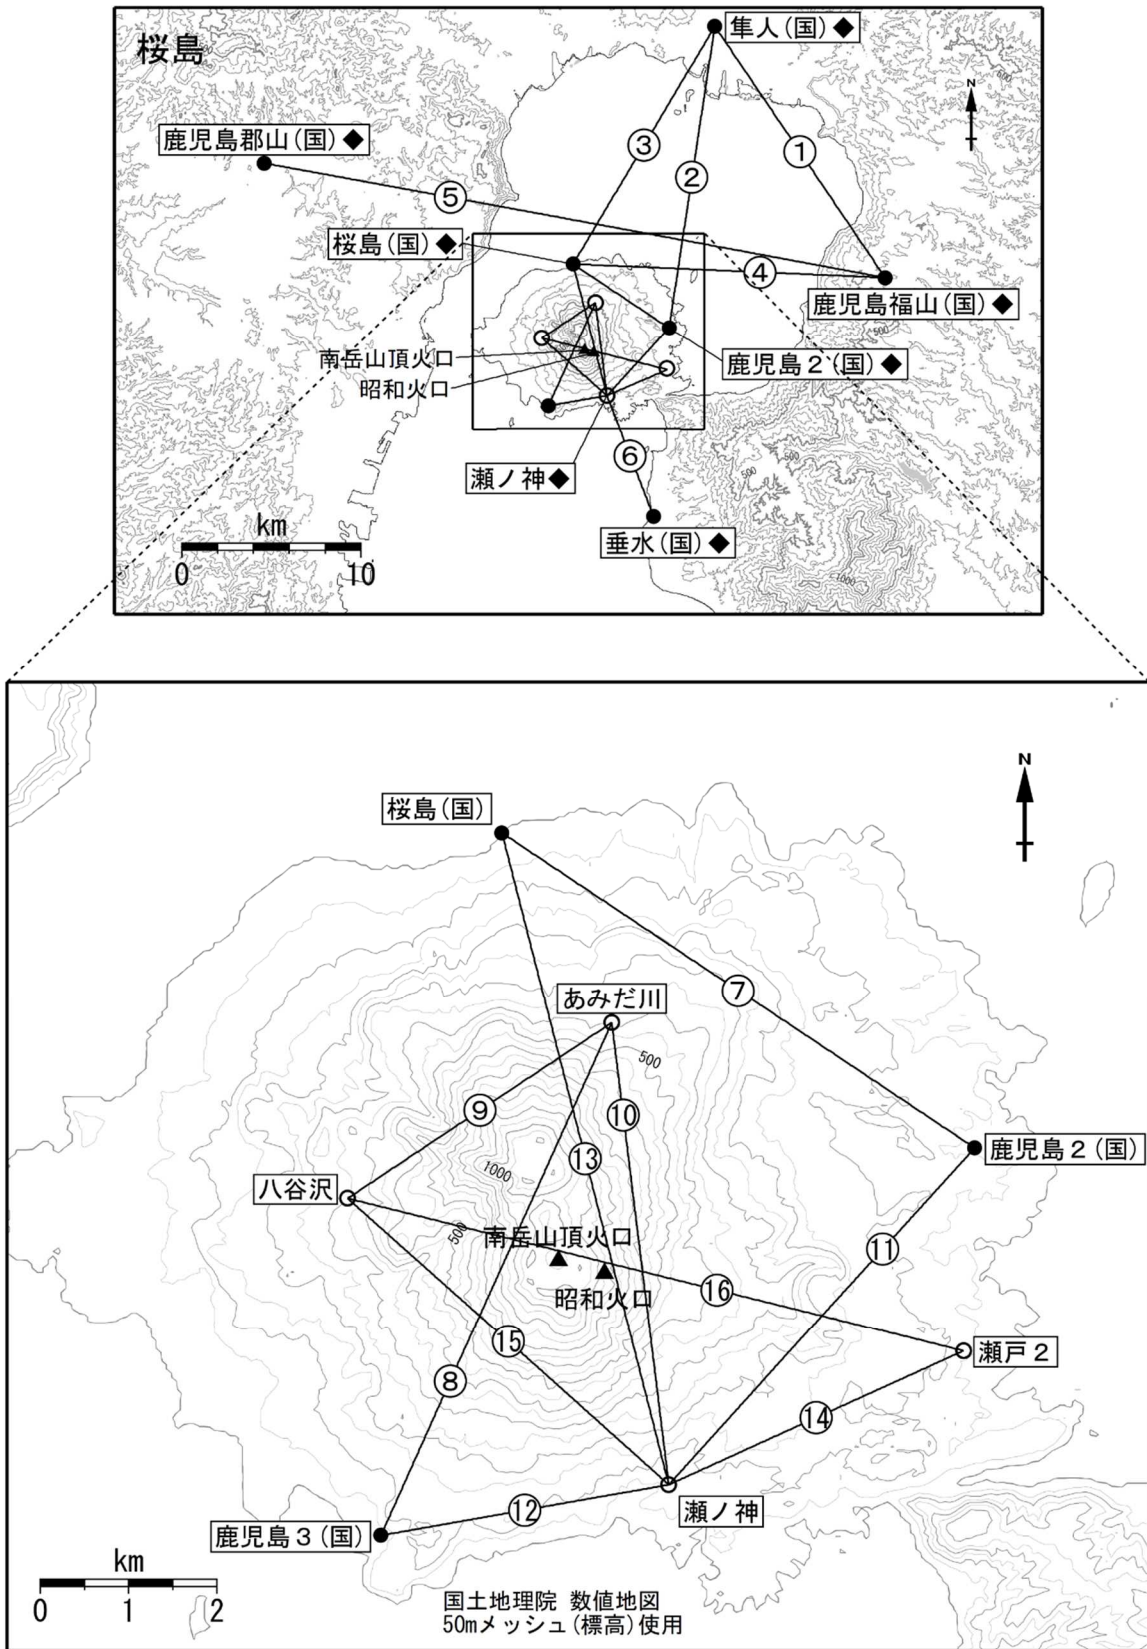 桜島
隼人(国)◆
N
600
鹿児島郡山(国)◆
③
①
②
⑤
桜島(国)◆
④
鹿児島福山(国)◆
500
南岳山頂火口
鹿児島2(国)◆
昭和火口
⑥
500
500
瀬ノ神◆
km
0 10
垂水(国)◆
1000
N
桜島(国)
⑦
あみだ川
500
⑨
⑩
鹿児島2(国)
⑬
1000
八谷沢
500
南岳山頂火口
⑪
⑯
昭和火口
⑮
瀬戸2
⑧
⑭
瀬ノ神
⑫
鹿児島3(国)
km
0 1 2
国土地理院 数値地図
50mメッシュ(標高)使用